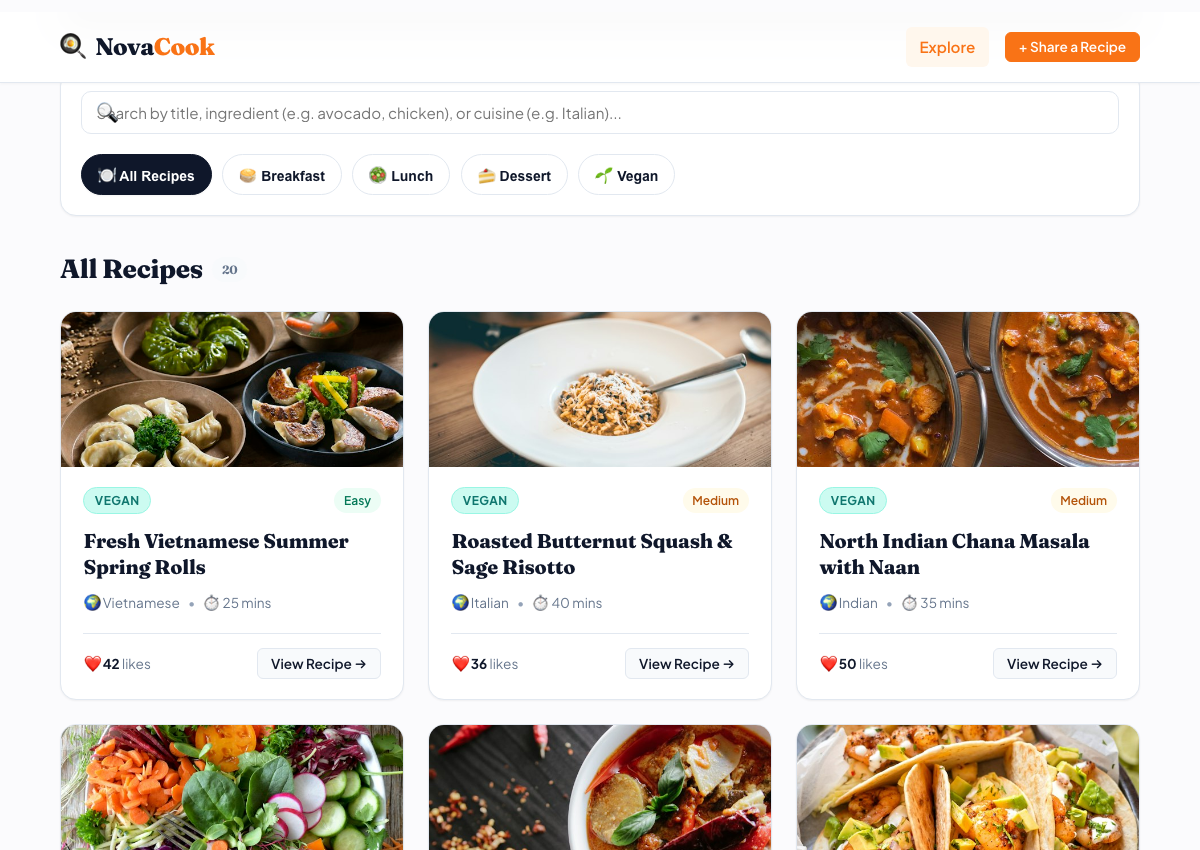 NovaCook
Explore
+ Share a Recipe
Search by title, ingredient (e.g. avocado, chicken), or cuisine (e.g. Italian)...
All Recipes
Breakfast
Lunch
Dessert
Vegan
All Recipes 20
VEGAN
Easy
Fresh Vietnamese Summer
Spring Rolls
Vietnamese • 25 mins
42 likes
View Recipe →
VEGAN
Medium
Roasted Butternut Squash &
Sage Risotto
Italian • 40 mins
36 likes
View Recipe →
VEGAN
Medium
North Indian Chana Masala
with Naan
Indian • 35 mins
50 likes
View Recipe →